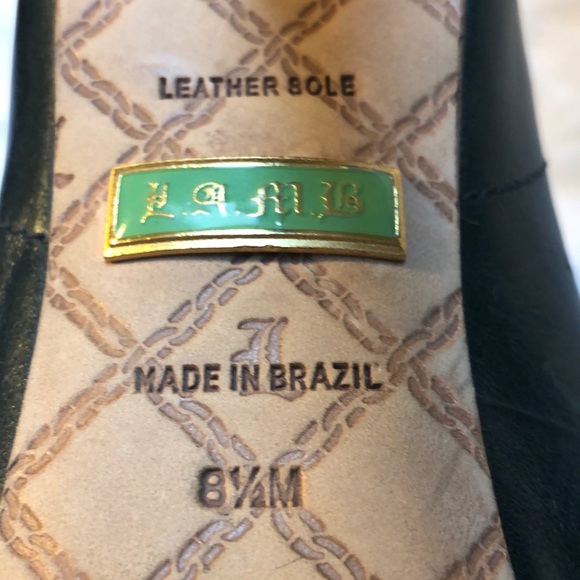 LEATHER SOLE
L.A.M.B
L
MADE IN BRAZIL
8½M